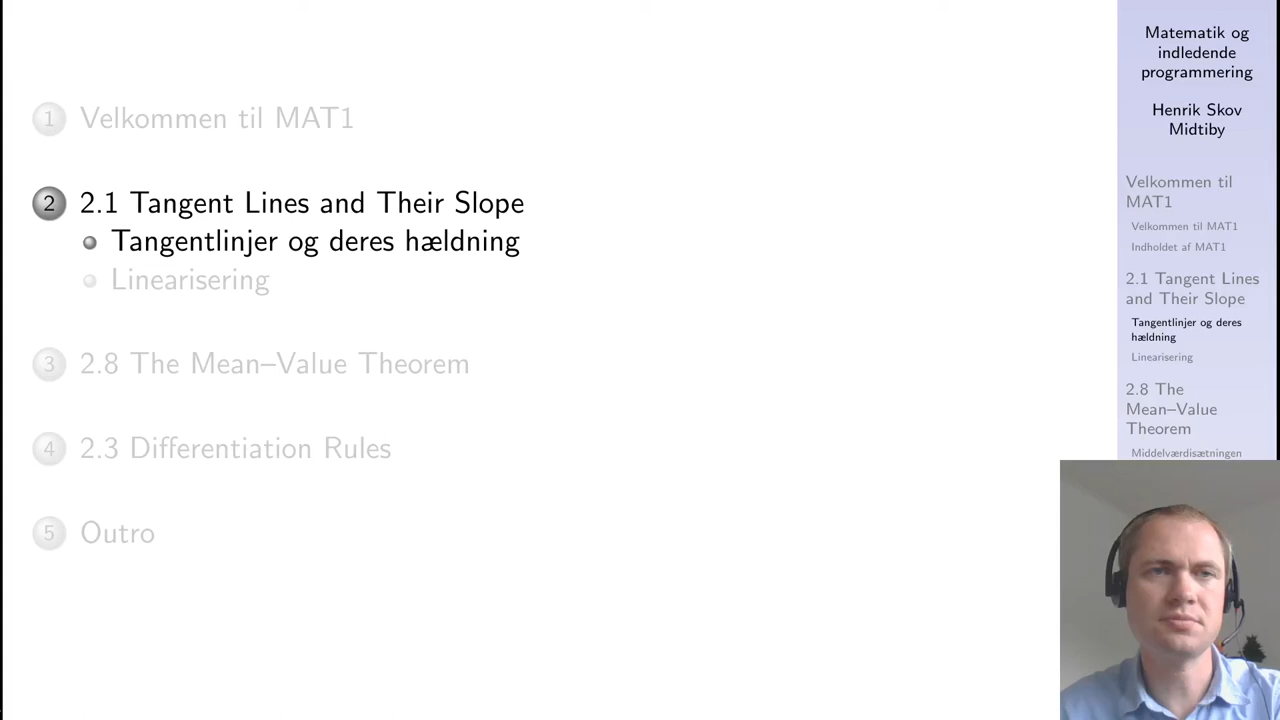 1 Velkommen til MAT1
2 2.1 Tangent Lines and Their Slope
Tangentlinjer og deres hældning
Linearisering
3 2.8 The Mean–Value Theorem
4 2.3 Differentiation Rules
5 Outro
Matematik og
indledende
programmering
Henrik Skov
Midtiby
Velkommen til
MAT1
Velkommen til MAT1
Indholdet af MAT1
2.1 Tangent Lines
and Their Slope
Tangentlinjer og deres
hældning
Linearisering
2.8 The
Mean–Value
Theorem
Middelværdisætningen